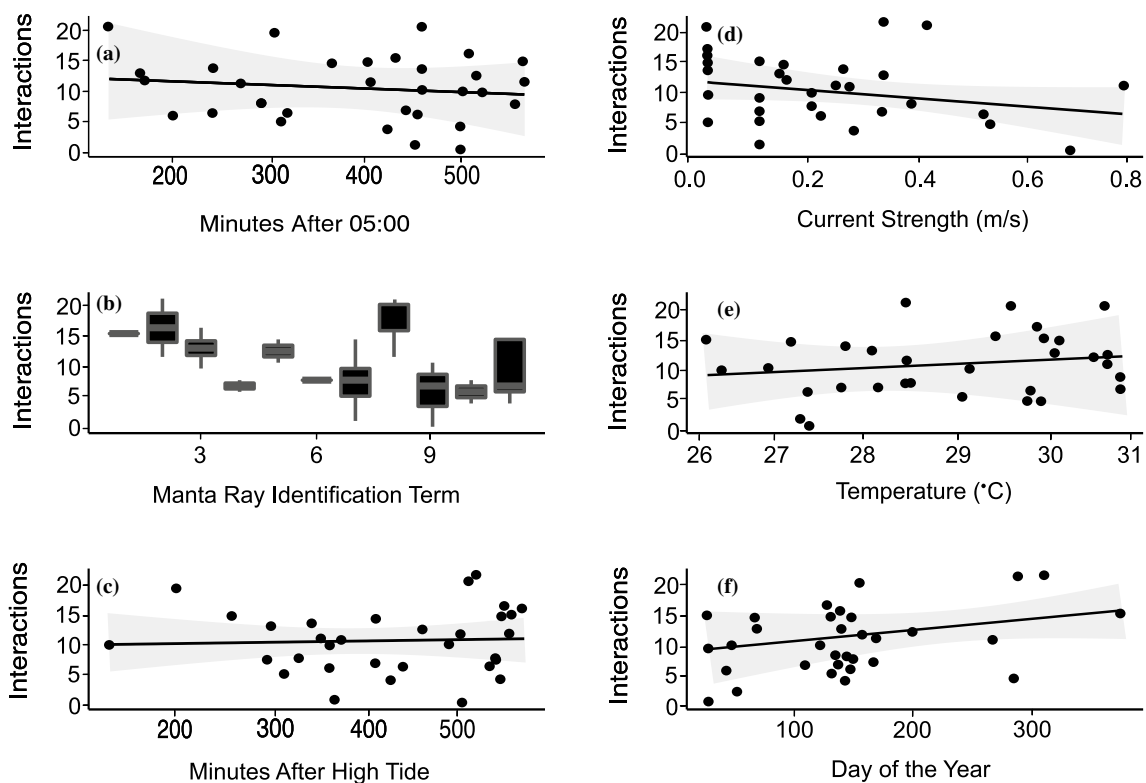 Interactions
20
15
10
5
0
(a)
200 300 400 500
Minutes After 05:00
Interactions
20
15
10
5
0
(d)
0.0 0.2 0.4 0.6 0.8
Current Strength (m/s)
Interactions
20
15
10
5
0
(b)
3 6 9
Manta Ray Identification Term
Interactions
20
15
10
5
0
(e)
26 27 28 29 30 31
Temperature (°C)
Interactions
20
15
10
5
0
(c)
200 300 400 500
Minutes After High Tide
Interactions
20
15
10
5
0
(f)
100 200 300
Day of the Year